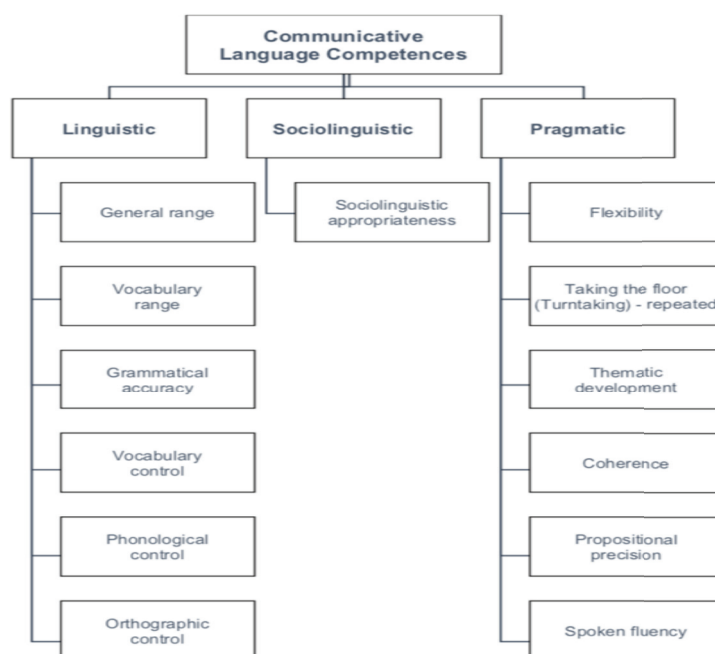 Communicative
Language Competences
Linguistic
Sociolinguistic
Pragmatic
General range
Sociolinguistic
appropriateness
Flexibility
Vocabulary
range
Taking the floor
(Turntaking) - repeated
Grammatical
accuracy
Thematic
development
Vocabulary
control
Coherence
Phonological
control
Propositional
precision
Orthographic
control
Spoken fluency